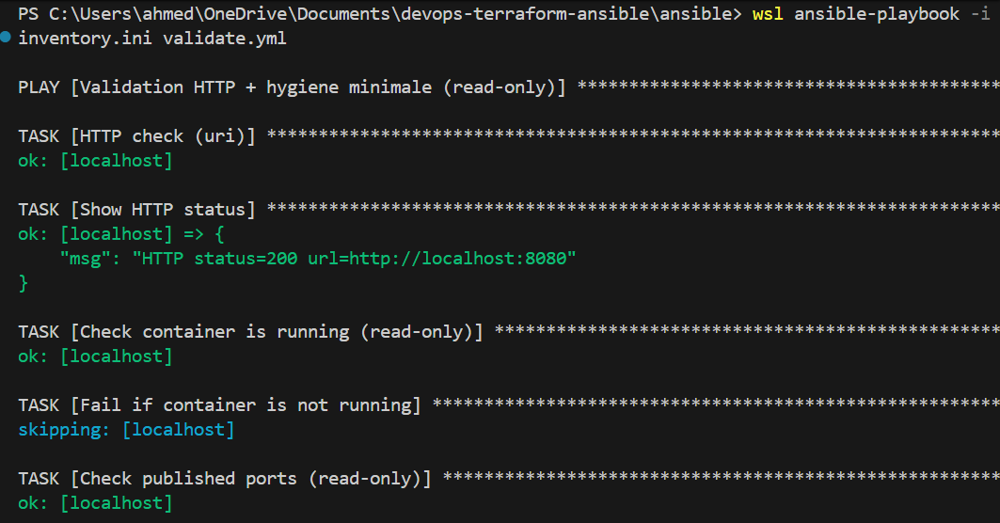 PS C:\Users\ahmed\OneDrive\Documents\devops-terraform-ansible\ansible> wsl ansible-playbook -i
inventory.ini validate.yml
PLAY [Validation HTTP + hygiene minimale (read-only)] *****************************************
TASK [HTTP check (uri)] ***********************************************************************
ok: [localhost]
TASK [Show HTTP status] ***********************************************************************
ok: [localhost] => {
    "msg": "HTTP status=200 url=http://localhost:8080"
}
TASK [Check container is running (read-only)] *************************************************
ok: [localhost]
TASK [Fail if container is not running] *******************************************************
skipping: [localhost]
TASK [Check published ports (read-only)] ******************************************************
ok: [localhost]